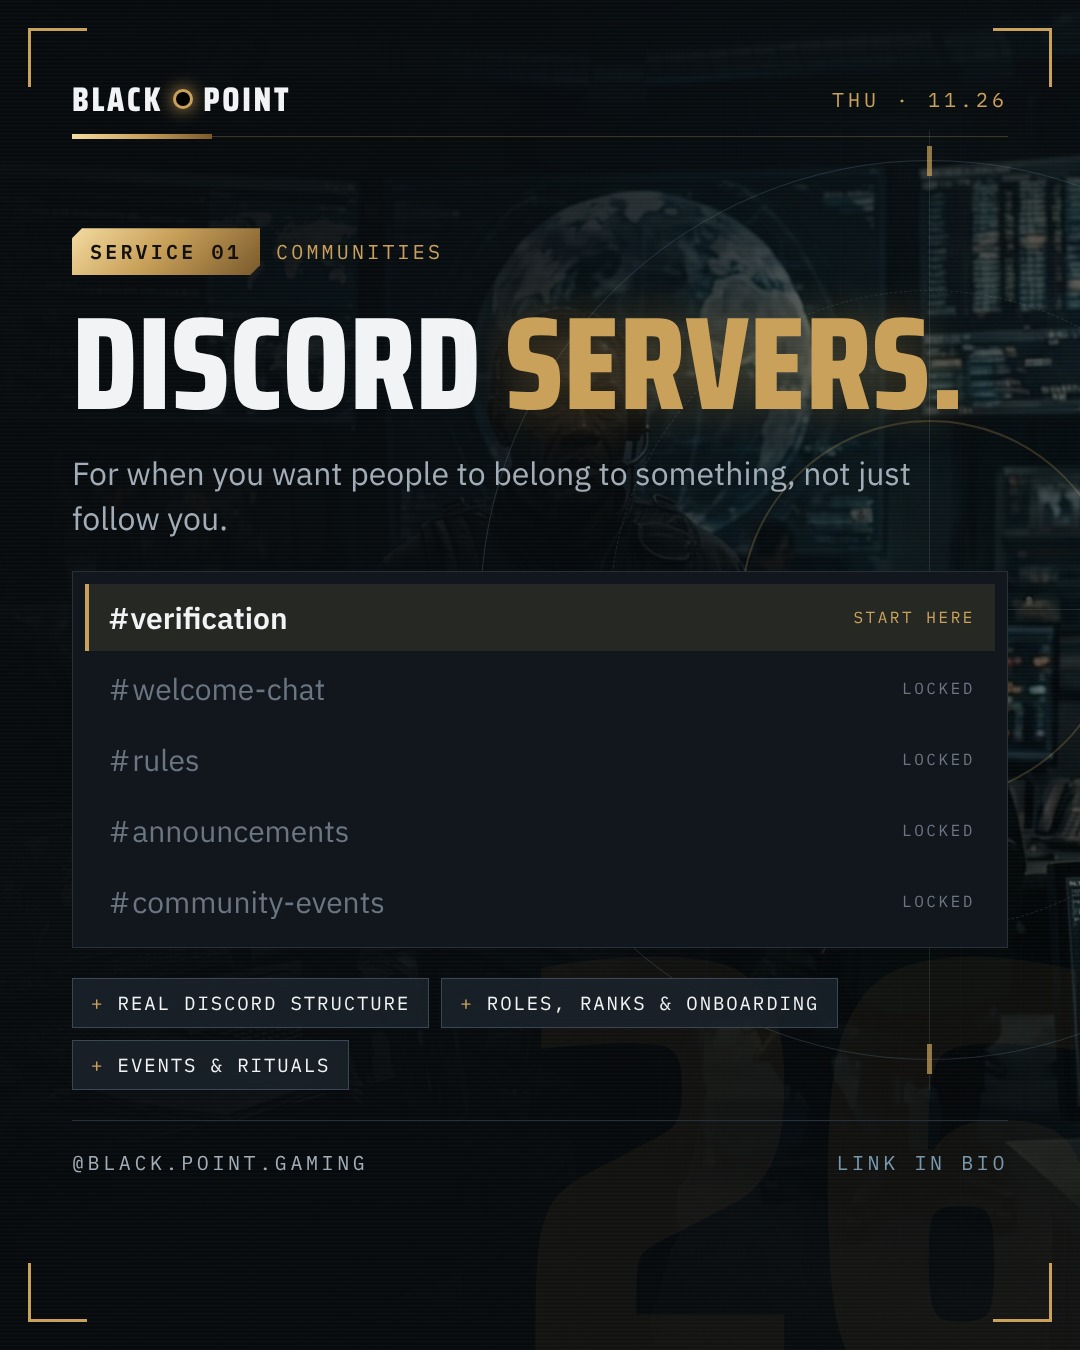 BLACK POINT
THU · 11.26
SERVICE 01 COMMUNITIES
DISCORD SERVERS.
For when you want people to belong to something, not just
follow you.
#verification START HERE
#welcome-chat LOCKED
#rules LOCKED
#announcements LOCKED
#community-events LOCKED
+ REAL DISCORD STRUCTURE
+ ROLES, RANKS & ONBOARDING
+ EVENTS & RITUALS
26
@BLACK.POINT.GAMING
LINK IN BIO